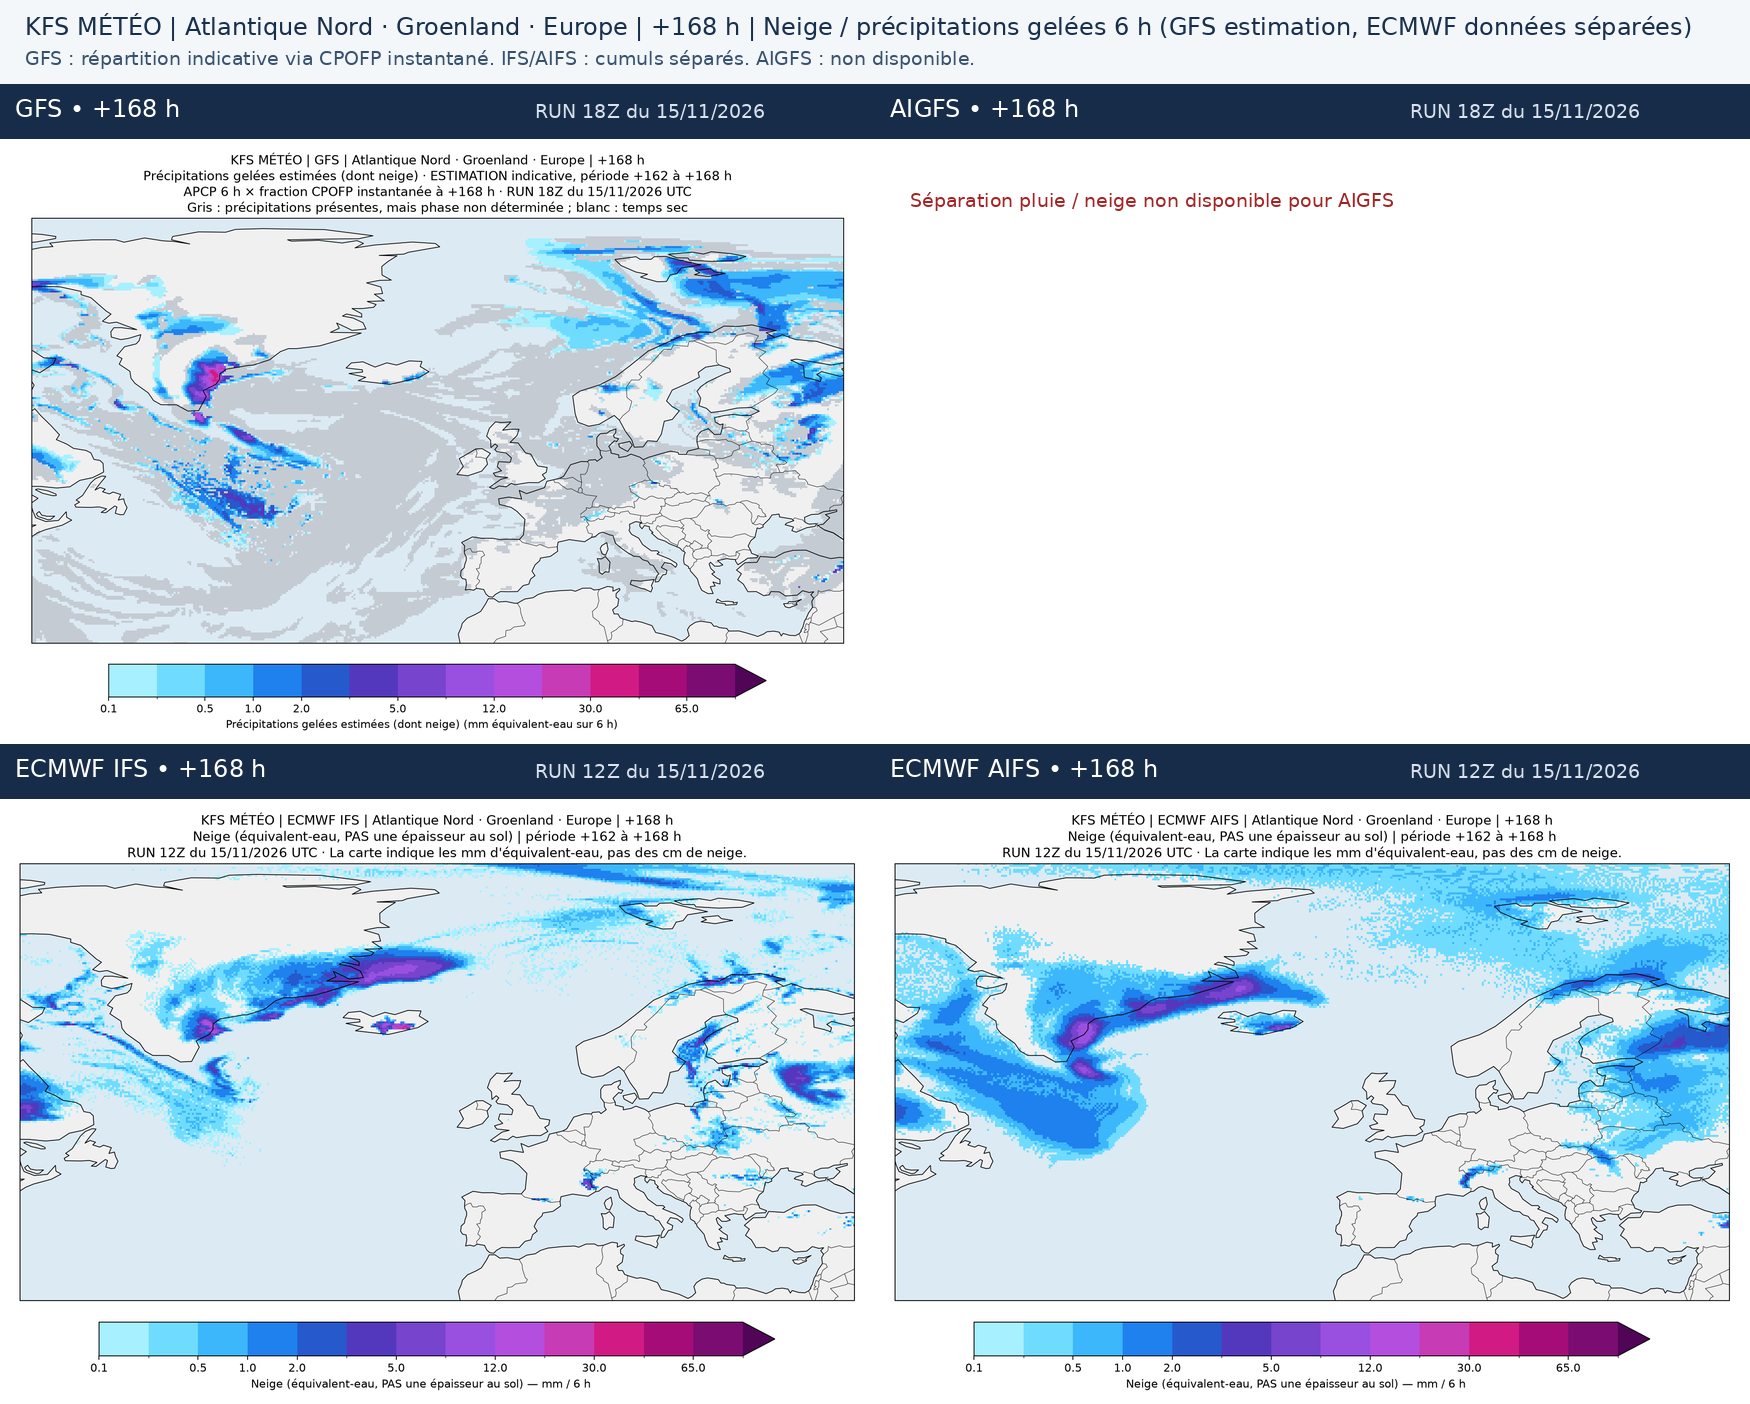 KFS MÉTÉO | Atlantique Nord · Groenland · Europe | +168 h | Neige / précipitations gelées 6 h (GFS estimation, ECMWF données séparées)
GFS : répartition indicative via CPOFP instantané. IFS/AIFS : cumuls séparés. AIGFS : non disponible.
GFS • +168 h
RUN 18Z du 15/11/2026
AIGFS • +168 h
RUN 18Z du 15/11/2026
KFS MÉTÉO | GFS | Atlantique Nord · Groenland · Europe | +168 h
Précipitations gelées estimées (dont neige) · ESTIMATION indicative, période +162 à +168 h
APCP 6 h × fraction CPOFP instantanée à +168 h · RUN 18Z du 15/11/2026 UTC
Gris : précipitations présentes, mais phase non déterminée ; blanc : temps sec
Séparation pluie / neige non disponible pour AIGFS
0.1 0.5 1.0 2.0 5.0 12.0 30.0 65.0
Précipitations gelées estimées (dont neige) (mm équivalent-eau sur 6 h)
ECMWF IFS • +168 h
RUN 12Z du 15/11/2026
ECMWF AIFS • +168 h
RUN 12Z du 15/11/2026
KFS MÉTÉO | ECMWF IFS | Atlantique Nord · Groenland · Europe | +168 h
Neige (équivalent-eau, PAS une épaisseur au sol) | période +162 à +168 h
RUN 12Z du 15/11/2026 UTC · La carte indique les mm d'équivalent-eau, pas des cm de neige.
KFS MÉTÉO | ECMWF AIFS | Atlantique Nord · Groenland · Europe | +168 h
Neige (équivalent-eau, PAS une épaisseur au sol) | période +162 à +168 h
RUN 12Z du 15/11/2026 UTC · La carte indique les mm d'équivalent-eau, pas des cm de neige.
0.1 0.5 1.0 2.0 5.0 12.0 30.0 65.0
Neige (équivalent-eau, PAS une épaisseur au sol) — mm / 6 h
0.1 0.5 1.0 2.0 5.0 12.0 30.0 65.0
Neige (équivalent-eau, PAS une épaisseur au sol) — mm / 6 h